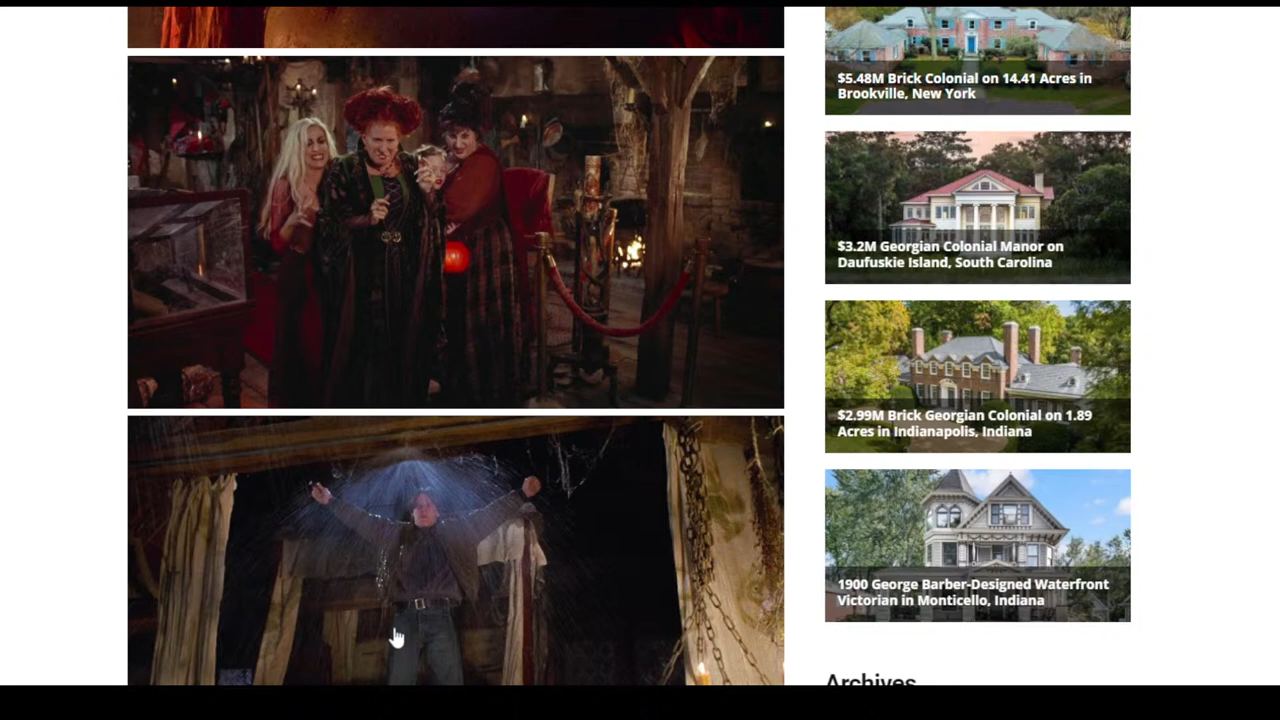 $5.48M Brick Colonial on 14.41 Acres in
Brookville, New York
$3.2M Georgian Colonial Manor on
Daufuskie Island, South Carolina
$2.99M Brick Georgian Colonial on 1.89
Acres in Indianapolis, Indiana
1900 George Barber-Designed Waterfront
Victorian in Monticello, Indiana
Archives